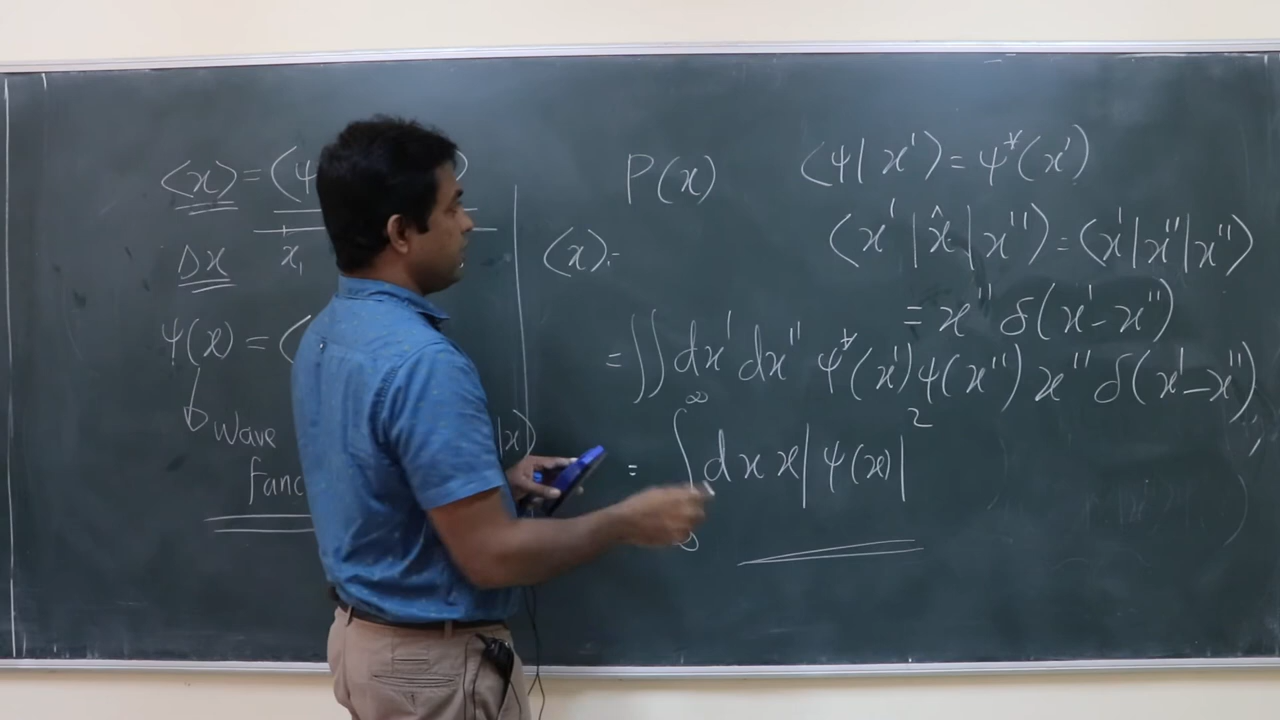 ⟨x⟩ = ⟨ψ
Δx x₁
ψ(x) = ⟨
Wave
Func
|x⟩
P(x)
⟨x⟩ =
⟨ψ|x'⟩ = ψ*(x')
⟨x'|x̂|x''⟩ = ⟨x'|x''|x''⟩
= x'' δ(x'-x'')
= ∫∫ dx' dx'' ψ*(x') ψ(x'') x'' δ(x'-x'')
= ∫ dx x|ψ(x)|²
∞